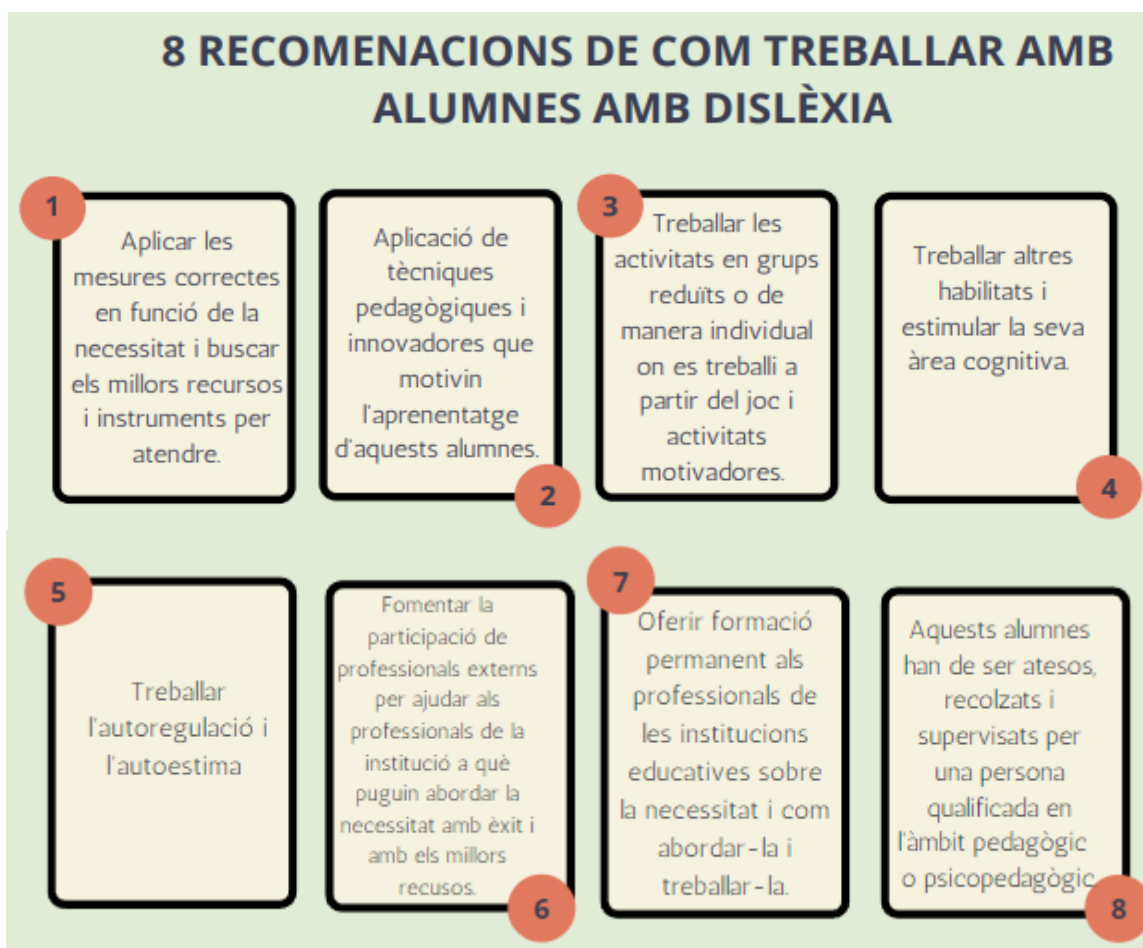 8 RECOMENACIONS DE COM TREBALLAR AMB
ALUMNES AMB DISLÈXIA
1
Aplicar les
mesures correctes
en funció de la
necessitat i buscar
els millors recursos
i instruments per
atendre.
Aplicació de
tècniques
pedagògiques i
innovadores que
motivin
l'aprenentatge
d'aquests alumnes.
2
3
Treballar les
activitats en grups
reduïts o de
manera individual
on es treballi a
partir del joc i
activitats
motivadores.
Treballar altres
habilitats i
estimular la seva
àrea cognitiva.
4
5
Treballar
l'autoregulació i
l'autoestima
Fomentar la
participació de
professionals externs
per ajudar als
professionals de la
institució a què
puguin abordar la
necessitat amb èxit i
amb els millors
recusos.
6
7
Oferir formació
permanent als
professionals de
les institucions
educatives sobre
la necessitat i com
abordar-la i
treballar-la.
Aquests alumnes
han de ser atesos,
recolzats i
supervisats per
una persona
qualificada en
l'àmbit pedagògic
o psicopedagògic.
8